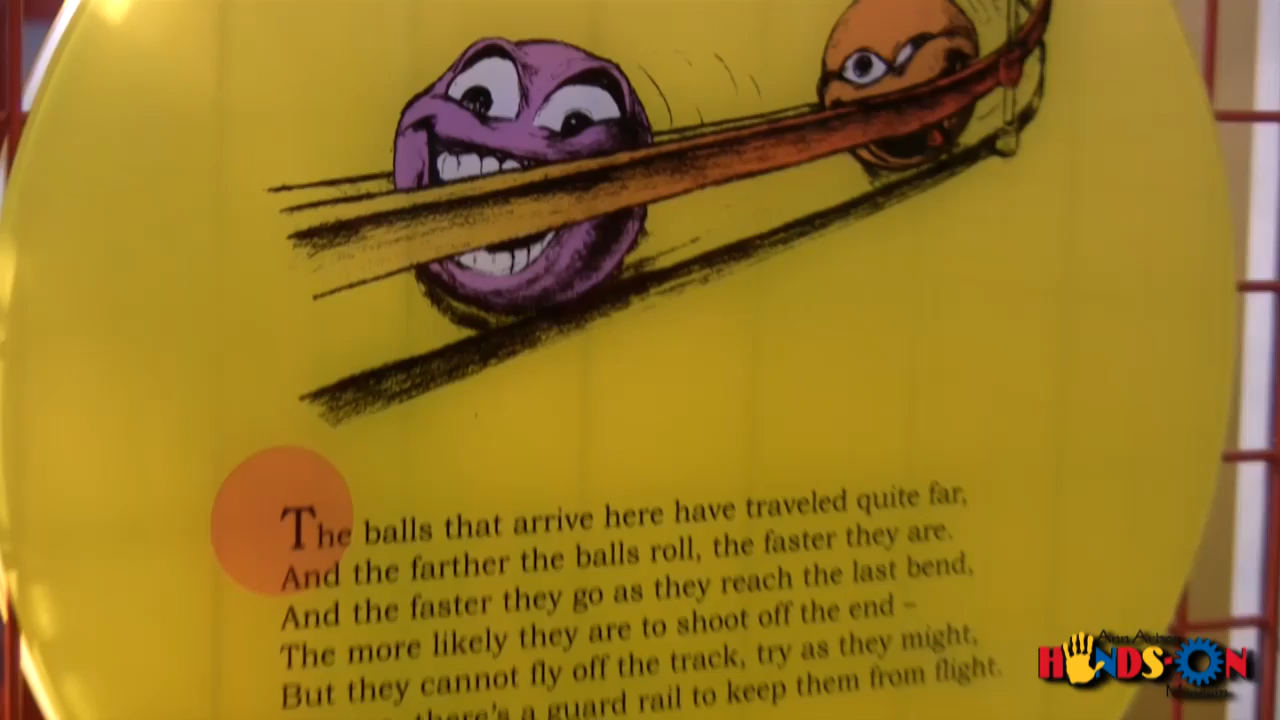 The balls that arrive here have traveled quite far,
And the farther the balls roll, the faster they are.
And the faster they go as they reach the last bend,
The more likely they are to shoot off the end –
But they cannot fly off the track, try as they might,
there's a guard rail to keep them from flight.
Ann Arbor
HANDS-ON
Museum